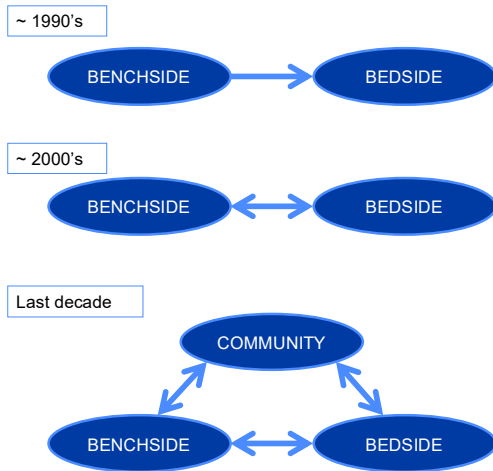 ~ 1990's
BENCHSIDE
BEDSIDE
~ 2000's
BENCHSIDE
BEDSIDE
Last decade
COMMUNITY
BENCHSIDE
BEDSIDE